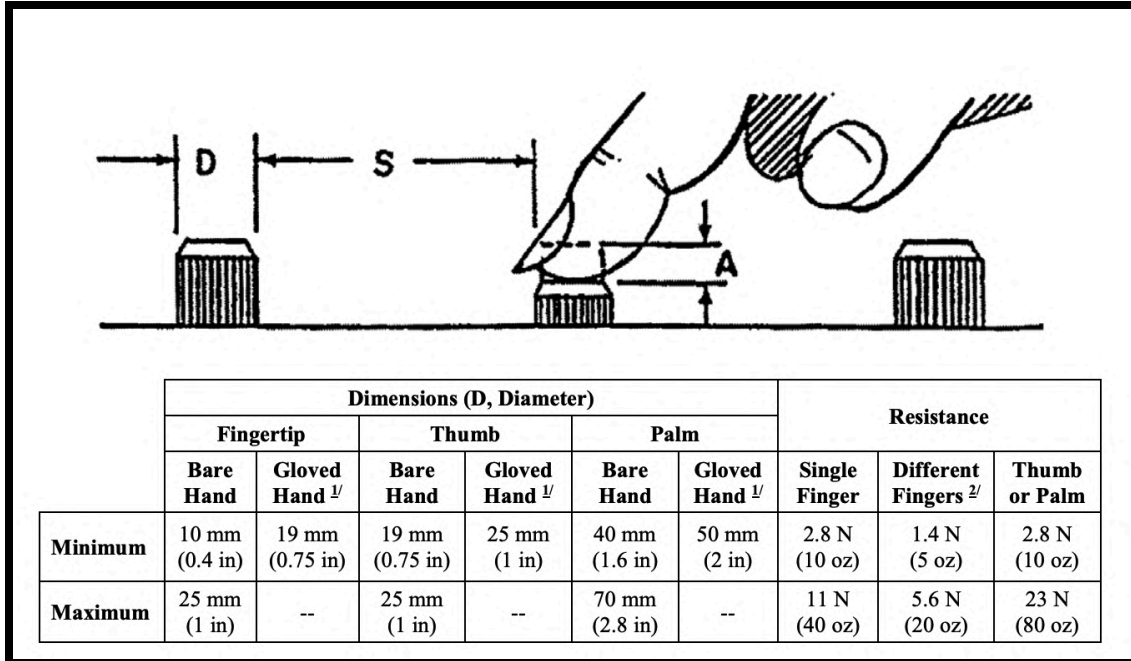 D
S
A
Dimensions (D, Diameter)
Resistance
Fingertip
Thumb
Palm
Bare Hand
Gloved Hand 1/
Bare Hand
Gloved Hand 1/
Bare Hand
Gloved Hand 1/
Single Finger
Different Fingers 2/
Thumb or Palm
Minimum
10 mm (0.4 in)
19 mm (0.75 in)
19 mm (0.75 in)
25 mm (1 in)
40 mm (1.6 in)
50 mm (2 in)
2.8 N (10 oz)
1.4 N (5 oz)
2.8 N (10 oz)
Maximum
25 mm (1 in)
--
25 mm (1 in)
--
70 mm (2.8 in)
--
11 N (40 oz)
5.6 N (20 oz)
23 N (80 oz)